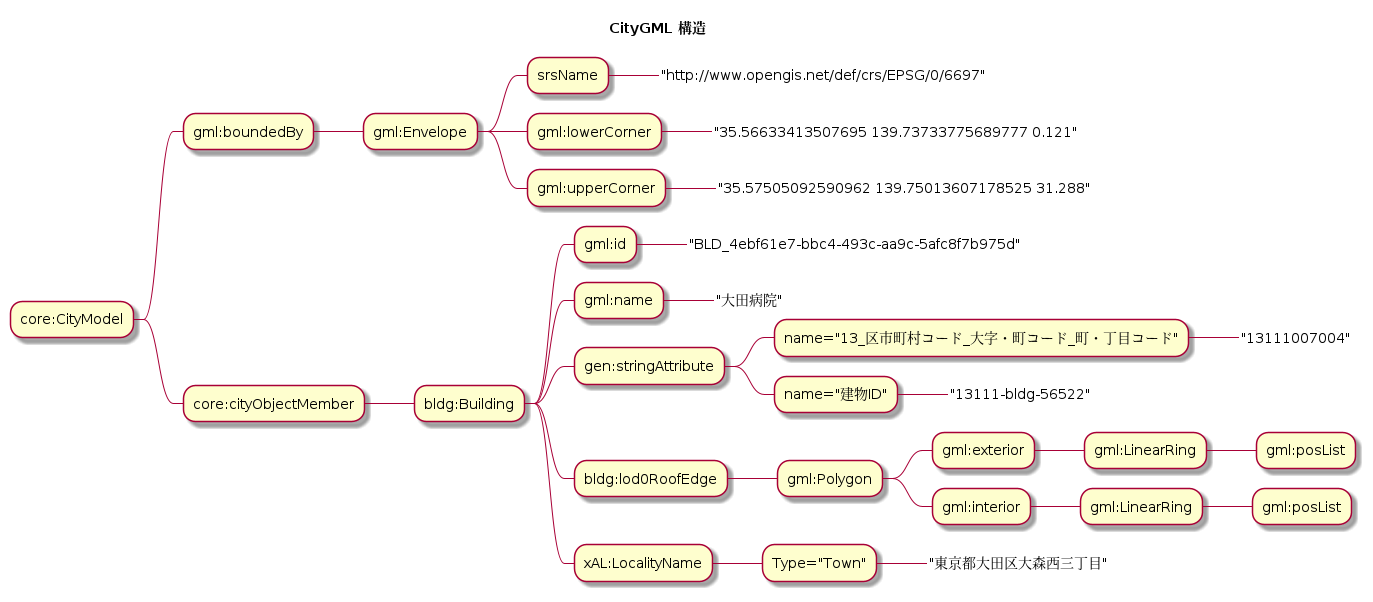 CityGML 構造
core:CityModel
gml:boundedBy
gml:Envelope
srsName
"http://www.opengis.net/def/crs/EPSG/0/6697"
gml:lowerCorner
"35.56633413507695 139.73733775689777 0.121"
gml:upperCorner
"35.57505092590962 139.75013607178525 31.288"
core:cityObjectMember
bldg:Building
gml:id
"BLD_4ebf61e7-bbc4-493c-aa9c-5afc8f7b975d"
gml:name
"大田病院"
gen:stringAttribute
name="13_区市町村コード_大字・町コード_町・丁目コード"
"13111007004"
name="建物ID"
"13111-bldg-56522"
bldg:lod0RoofEdge
gml:Polygon
gml:exterior
gml:LinearRing
gml:posList
gml:interior
gml:LinearRing
gml:posList
xAL:LocalityName
Type="Town"
"東京都大田区大森西三丁目"